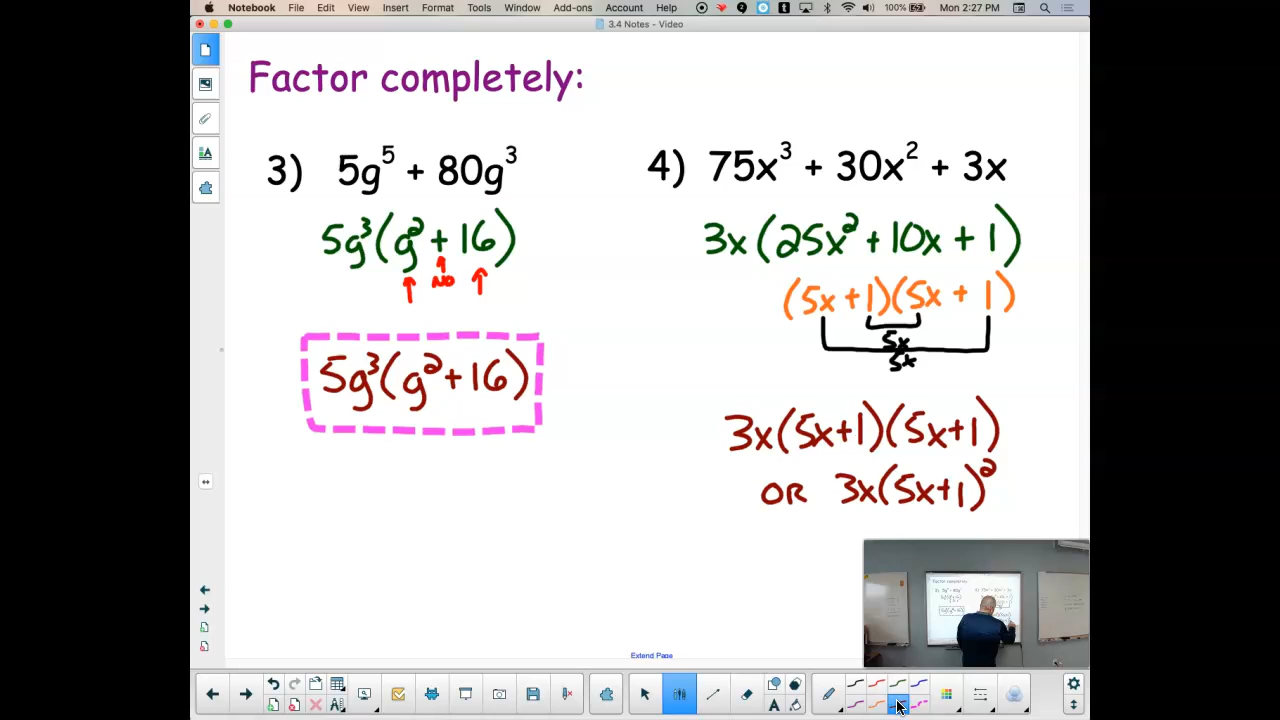 Notebook File Edit View Insert Format Tools Window Add-ons Account Help 100% Mon 2:27 PM
3.4 Notes - Video
Factor completely:
3) 5g⁵ + 80g³
5g³(g² + 16)
NO
5g³(g²+16)
4) 75x³ + 30x² + 3x
3x(25x² + 10x + 1)
(5x + 1)(5x + 1)
5x
5x
3x(5x+1)(5x+1)
OR 3x(5x+1)²
Extend Page